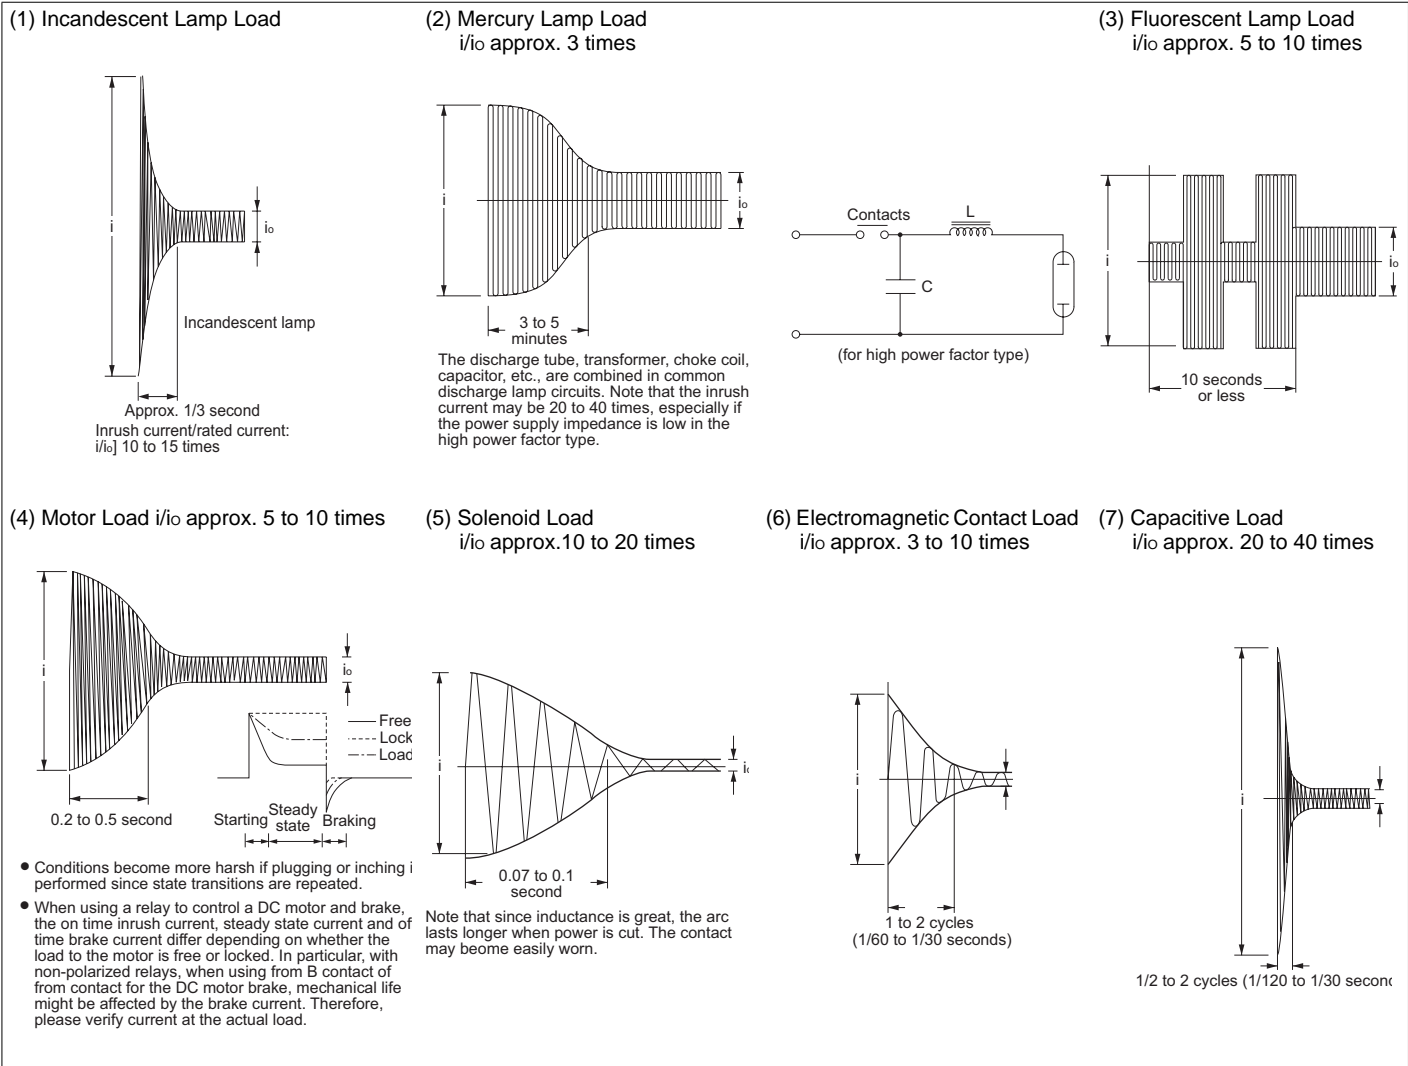 (1) Incandescent Lamp Load
i
io
Incandescent lamp
Approx. 1/3 second
Inrush current/rated current:
i/io] 10 to 15 times
(2) Mercury Lamp Load
i/io approx. 3 times
i
io
3 to 5
minutes
The discharge tube, transformer, choke coil,
capacitor, etc., are combined in common
discharge lamp circuits. Note that the inrush
current may be 20 to 40 times, especially if
the power supply impedance is low in the
high power factor type.
Contacts
L
C
(for high power factor type)
(3) Fluorescent Lamp Load
i/io approx. 5 to 10 times
i
io
10 seconds
or less
(4) Motor Load i/io approx. 5 to 10 times
i
io
Free
Lock
Load
0.2 to 0.5 second
Starting
Steady
state
Braking
● Conditions become more harsh if plugging or inching i
performed since state transitions are repeated.
● When using a relay to control a DC motor and brake,
the on time inrush current, steady state current and of
time brake current differ depending on whether the
load to the motor is free or locked. In particular, with
non-polarized relays, when using from B contact of
from contact for the DC motor brake, mechanical life
might be affected by the brake current. Therefore,
please verify current at the actual load.
(5) Solenoid Load
i/io approx.10 to 20 times
i
io
0.07 to 0.1
second
Note that since inductance is great, the arc
lasts longer when power is cut. The contact
may beome easily worn.
(6) Electromagnetic Contact Load
i/io approx. 3 to 10 times
i
1 to 2 cycles
(1/60 to 1/30 seconds)
(7) Capacitive Load
i/io approx. 20 to 40 times
i
1/2 to 2 cycles (1/120 to 1/30 second